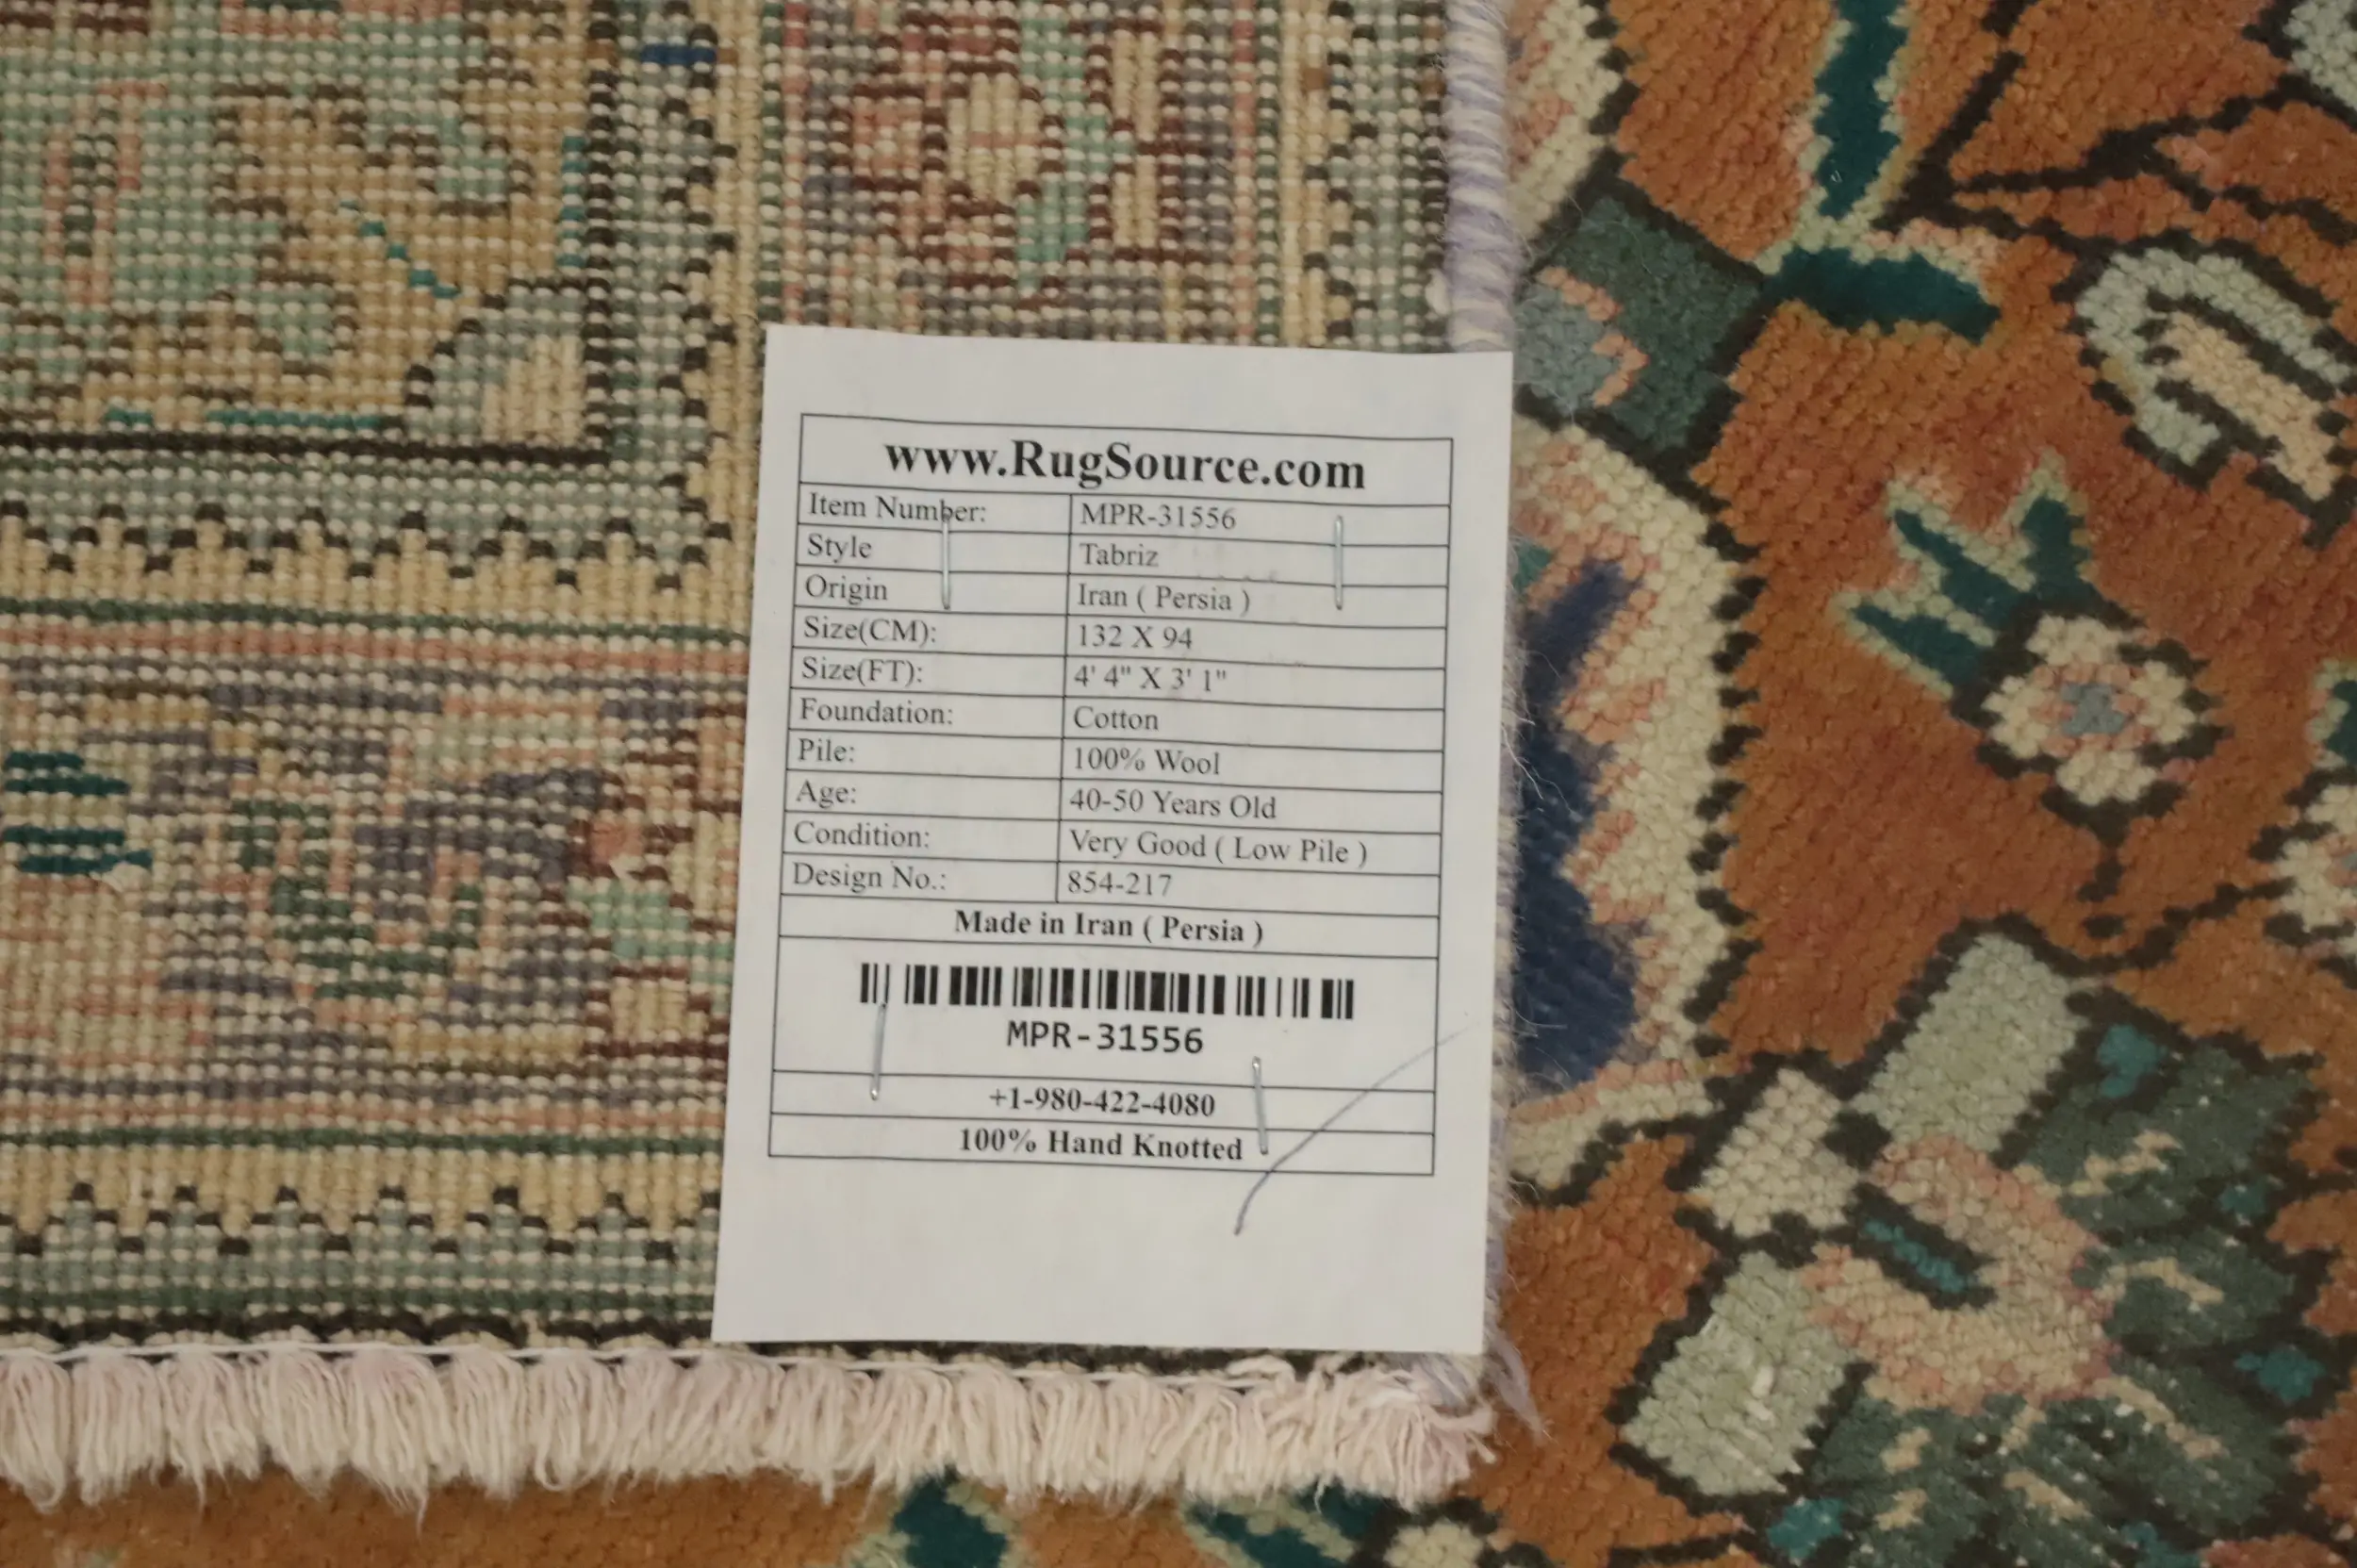 www.RugSource.com
Item Number: MPR-31556
Style Tabriz
Origin Iran ( Persia )
Size(CM): 132 X 94
Size(FT): 4' 4" X 3' 1"
Foundation: Cotton
Pile: 100% Wool
Age: 40-50 Years Old
Condition: Very Good ( Low Pile )
Design No.: 854-217
Made in Iran ( Persia )
MPR-31556
+1-980-422-4080
100% Hand Knotted